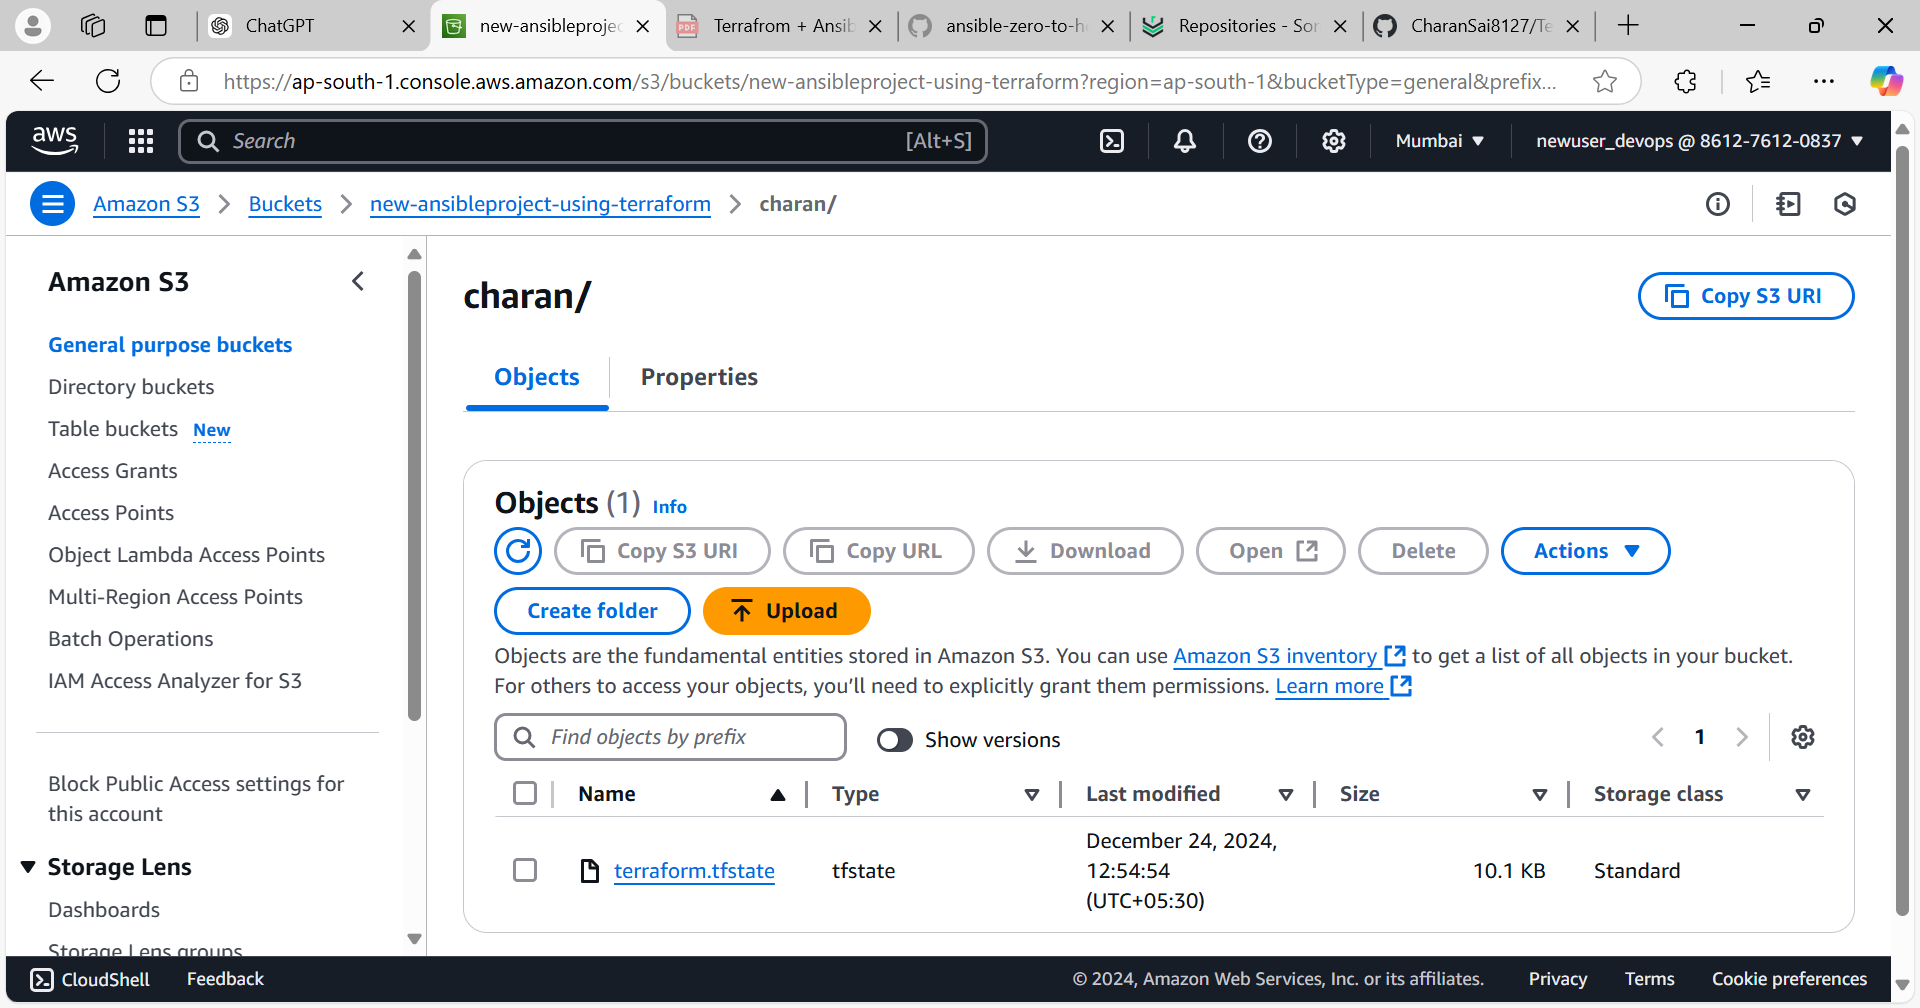 ChatGPT
new-ansibleprojec
Terrafrom + Ansib
ansible-zero-to-he
Repositories - Son
CharanSai8127/Te
https://ap-south-1.console.aws.amazon.com/s3/buckets/new-ansibleproject-using-terraform?region=ap-south-1&bucketType=general&prefix...
aws
Search
[Alt+S]
Mumbai
newuser_devops @ 8612-7612-0837
Amazon S3
Buckets
new-ansibleproject-using-terraform
charan/
Amazon S3
General purpose buckets
Directory buckets
Table buckets New
Access Grants
Access Points
Object Lambda Access Points
Multi-Region Access Points
Batch Operations
IAM Access Analyzer for S3
Block Public Access settings for
this account
Storage Lens
Dashboards
Storage Lens groups
charan/
Copy S3 URI
Objects
Properties
Objects (1) Info
Copy S3 URI
Copy URL
Download
Open
Delete
Actions
Create folder
Upload
Objects are the fundamental entities stored in Amazon S3. You can use Amazon S3 inventory to get a list of all objects in your bucket.
For others to access your objects, you'll need to explicitly grant them permissions. Learn more
Find objects by prefix
Show versions
1
Name
Type
Last modified
Size
Storage class
terraform.tfstate
tfstate
December 24, 2024,
12:54:54
(UTC+05:30)
10.1 KB
Standard
CloudShell
Feedback
© 2024, Amazon Web Services, Inc. or its affiliates.
Privacy
Terms
Cookie preferences